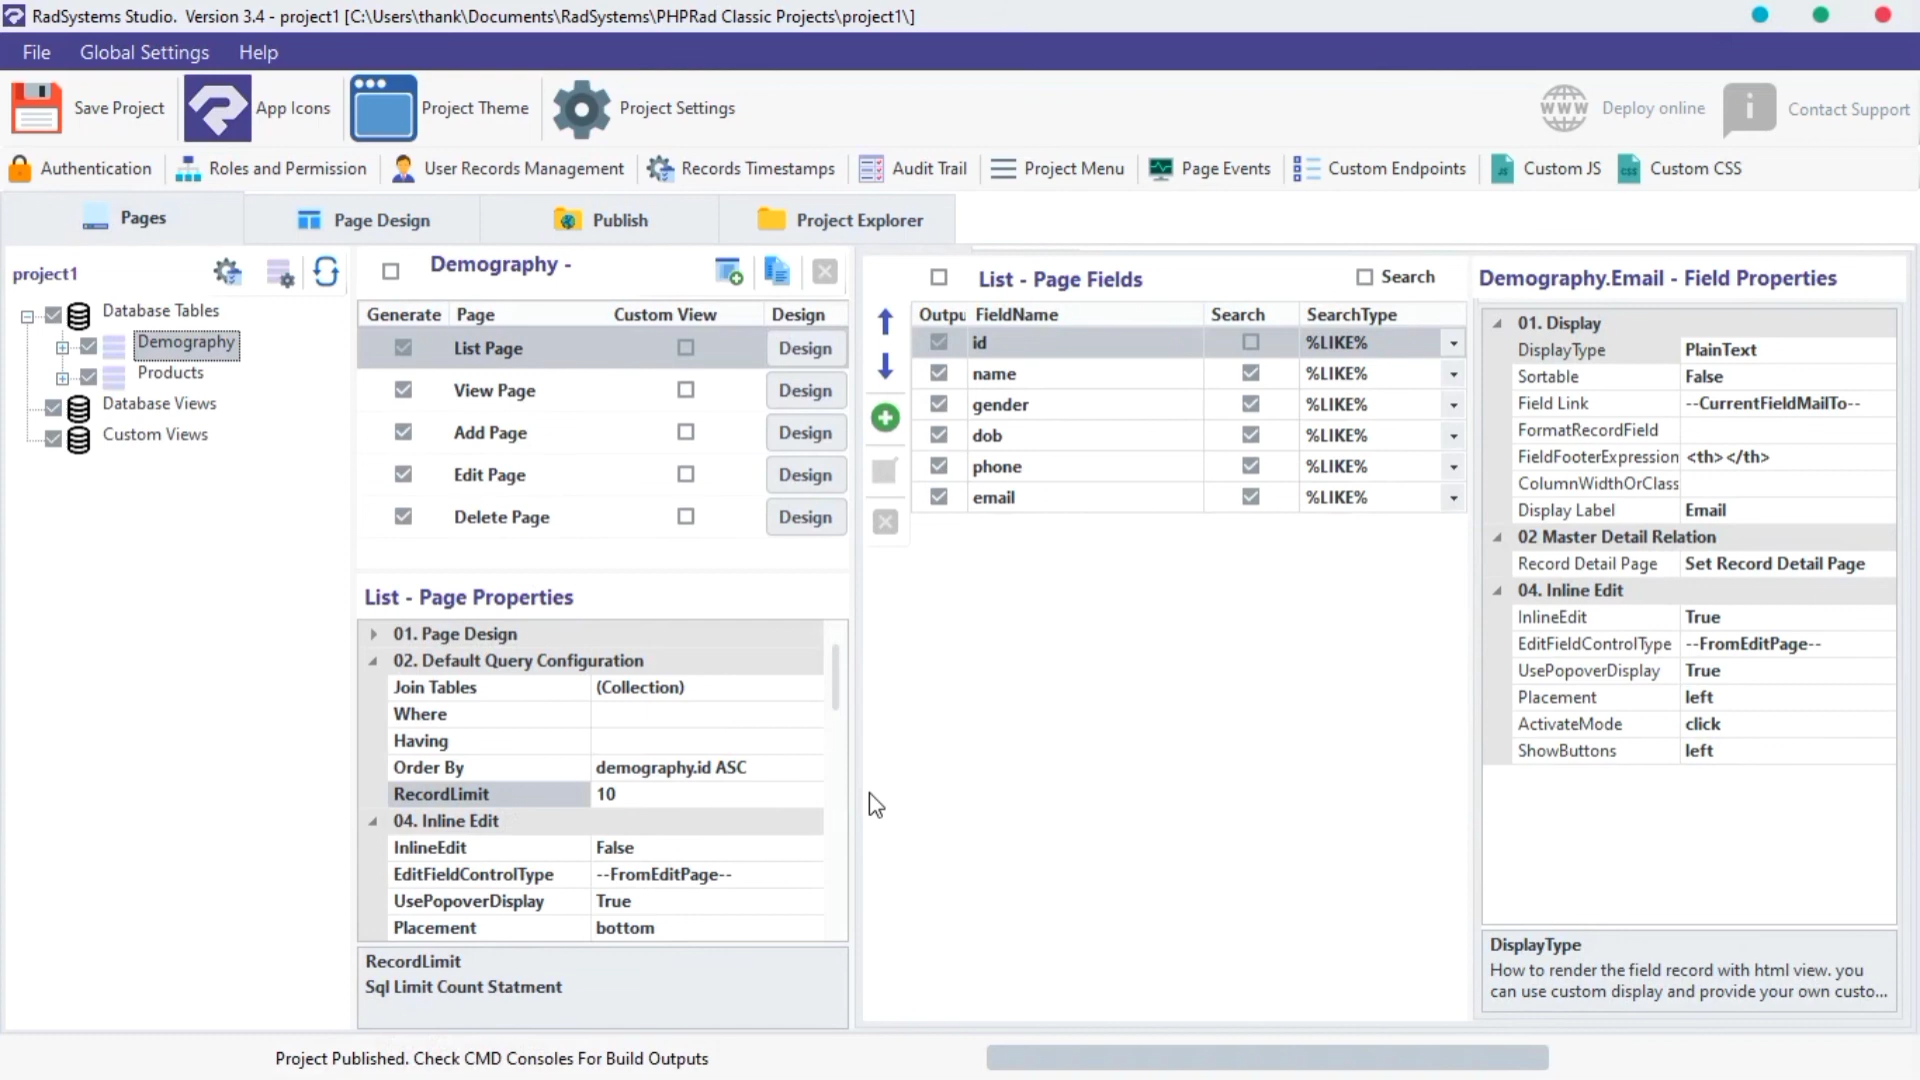 RadSystems Studio. Version 3.4 - project1 [C:\Users\thank\Documents\RadSystems\PHPRad Classic Projects\project1\]
File Global Settings Help
Save Project App Icons Project Theme Project Settings WWW Deploy online Contact Support
Authentication Roles and Permission User Records Management Records Timestamps Audit Trail Project Menu Page Events Custom Endpoints JS Custom JS CSS Custom CSS
Pages Page Design Publish Project Explorer
project1
Database Tables
Demography
Products
Database Views
Custom Views
Demography -
Generate Page Custom View Design
List Page Design
View Page Design
Add Page Design
Edit Page Design
Delete Page Design
List - Page Properties
01. Page Design
02. Default Query Configuration
Join Tables (Collection)
Where
Having
Order By demography.id ASC
RecordLimit 10
04. Inline Edit
InlineEdit False
EditFieldControlType --FromEditPage--
UsePopoverDisplay True
Placement bottom
RecordLimit
Sql Limit Count Statment
List - Page Fields Search
Outpu FieldName Search SearchType
id %LIKE%
name %LIKE%
gender %LIKE%
dob %LIKE%
phone %LIKE%
email %LIKE%
Demography.Email - Field Properties
01. Display
DisplayType PlainText
Sortable False
Field Link --CurrentFieldMailTo--
FormatRecordField
FieldFooterExpression <th></th>
ColumnWidthOrClass
Display Label Email
02 Master Detail Relation
Record Detail Page Set Record Detail Page
04. Inline Edit
InlineEdit True
EditFieldControlType --FromEditPage--
UsePopoverDisplay True
Placement left
ActivateMode click
ShowButtons left
DisplayType
How to render the field record with html view. you
can use custom display and provide your own custo...
Project Published. Check CMD Consoles For Build Outputs